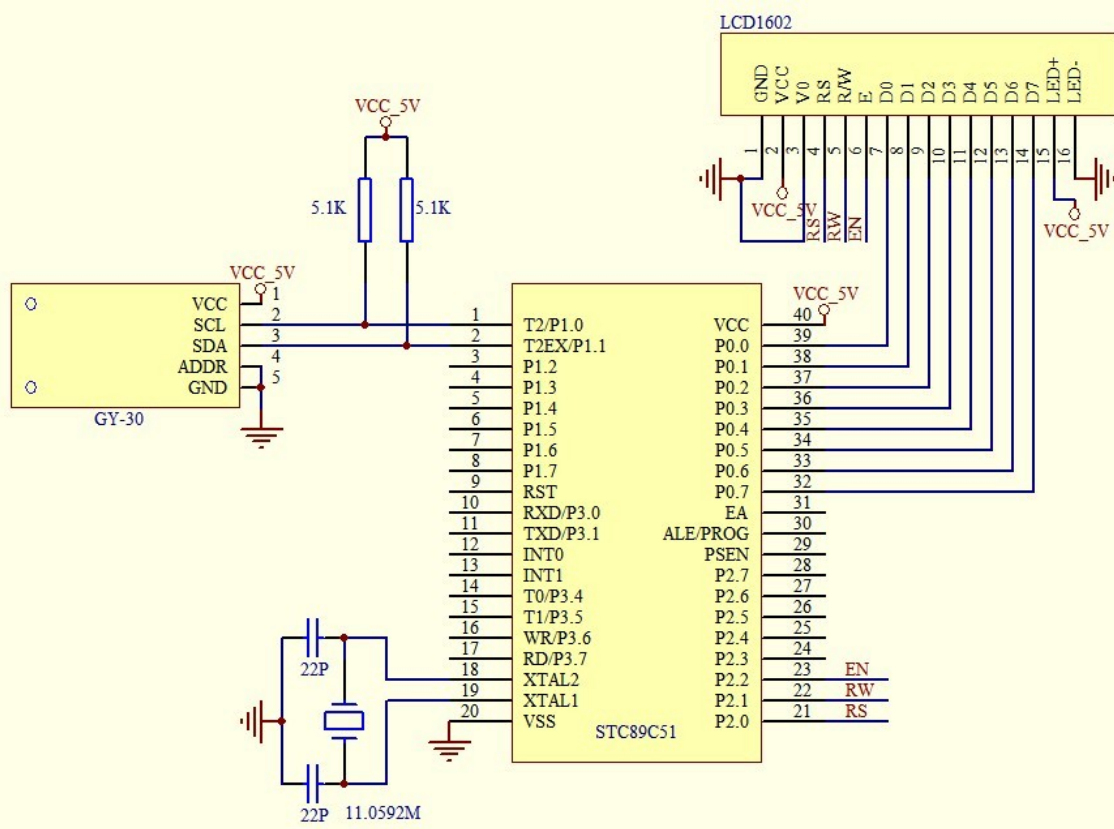 LCD1602
GND
VCC
V0
RS
R/W
E
D0
D1
D2
D3
D4
D5
D6
D7
LED+
LED-
1
2
3
4
5
6
7
8
9
10
11
12
13
14
15
16
VCC_5V
RS
RW
EN
VCC_5V
VCC_5V
5.1K
5.1K
VCC_5V
VCC 1
SCL 2
SDA 3
ADDR 4
GND 5
GY-30
VCC_5V
1 T2/P1.0 VCC 40
2 T2EX/P1.1 P0.0 39
3 P1.2 P0.1 38
4 P1.3 P0.2 37
5 P1.4 P0.3 36
6 P1.5 P0.4 35
7 P1.6 P0.5 34
8 P1.7 P0.6 33
9 RST P0.7 32
10 RXD/P3.0 EA 31
11 TXD/P3.1 ALE/PROG 30
12 INT0 PSEN 29
13 INT1 P2.7 28
14 T0/P3.4 P2.6 27
15 T1/P3.5 P2.5 26
16 WR/P3.6 P2.4 25
17 RD/P3.7 P2.3 24
18 XTAL2 P2.2 23 EN
19 XTAL1 P2.1 22 RW
20 VSS P2.0 21 RS
STC89C51
22P
22P 11.0592M